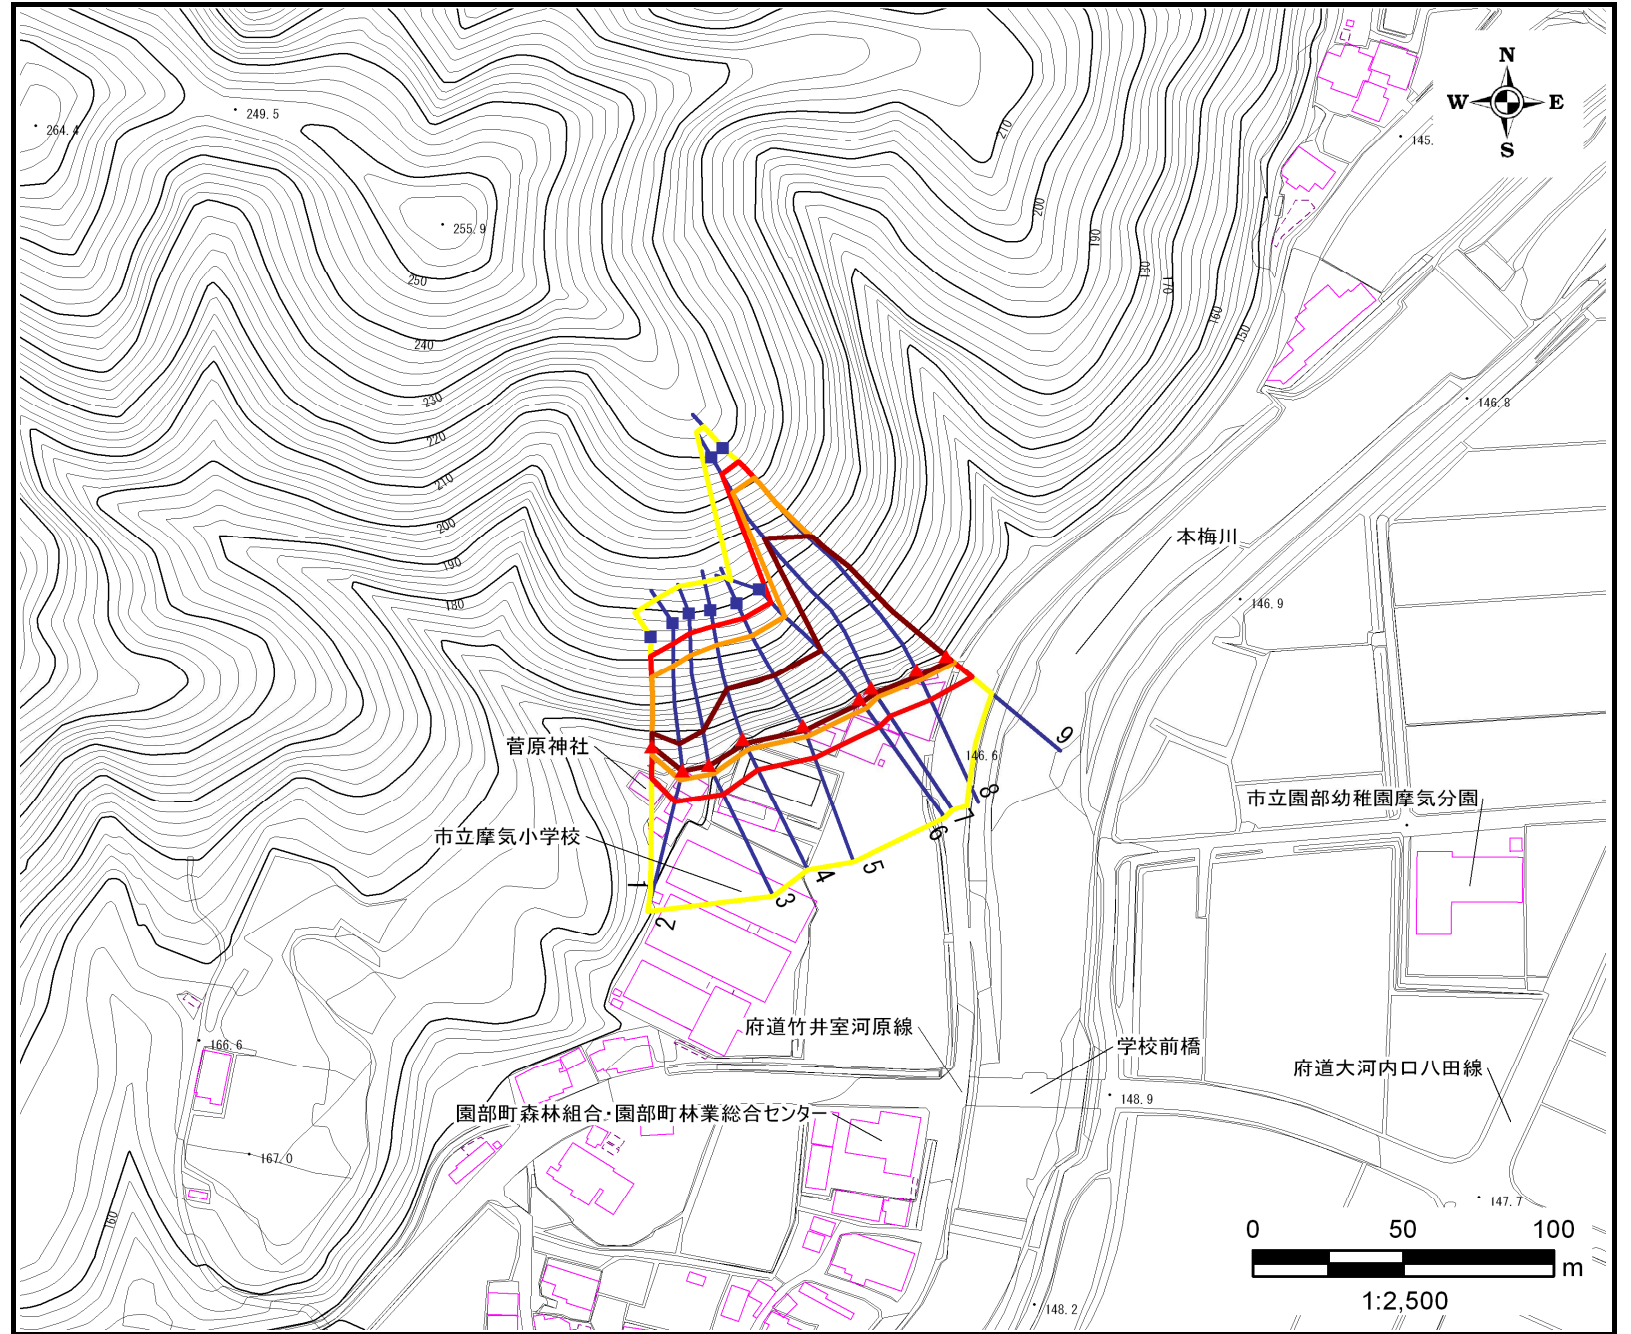 N
W E
S
264.4
249.5
255.9
250
240
230
220
210
200
190
180
210
200
190
180
170
160
150
145.
146.8
本梅川
146.9
菅原神社
146.6
9
8
7
6
5
4
3
2
1
市立園部幼稚園摩気分園
市立摩気小学校
府道竹井室河原線
学校前橋
府道大河内口八田線
166.6
148.9
園部町森林組合・園部町林業総合センター
167.0
160
147.7
148.2
0 50 100
m
1:2,500